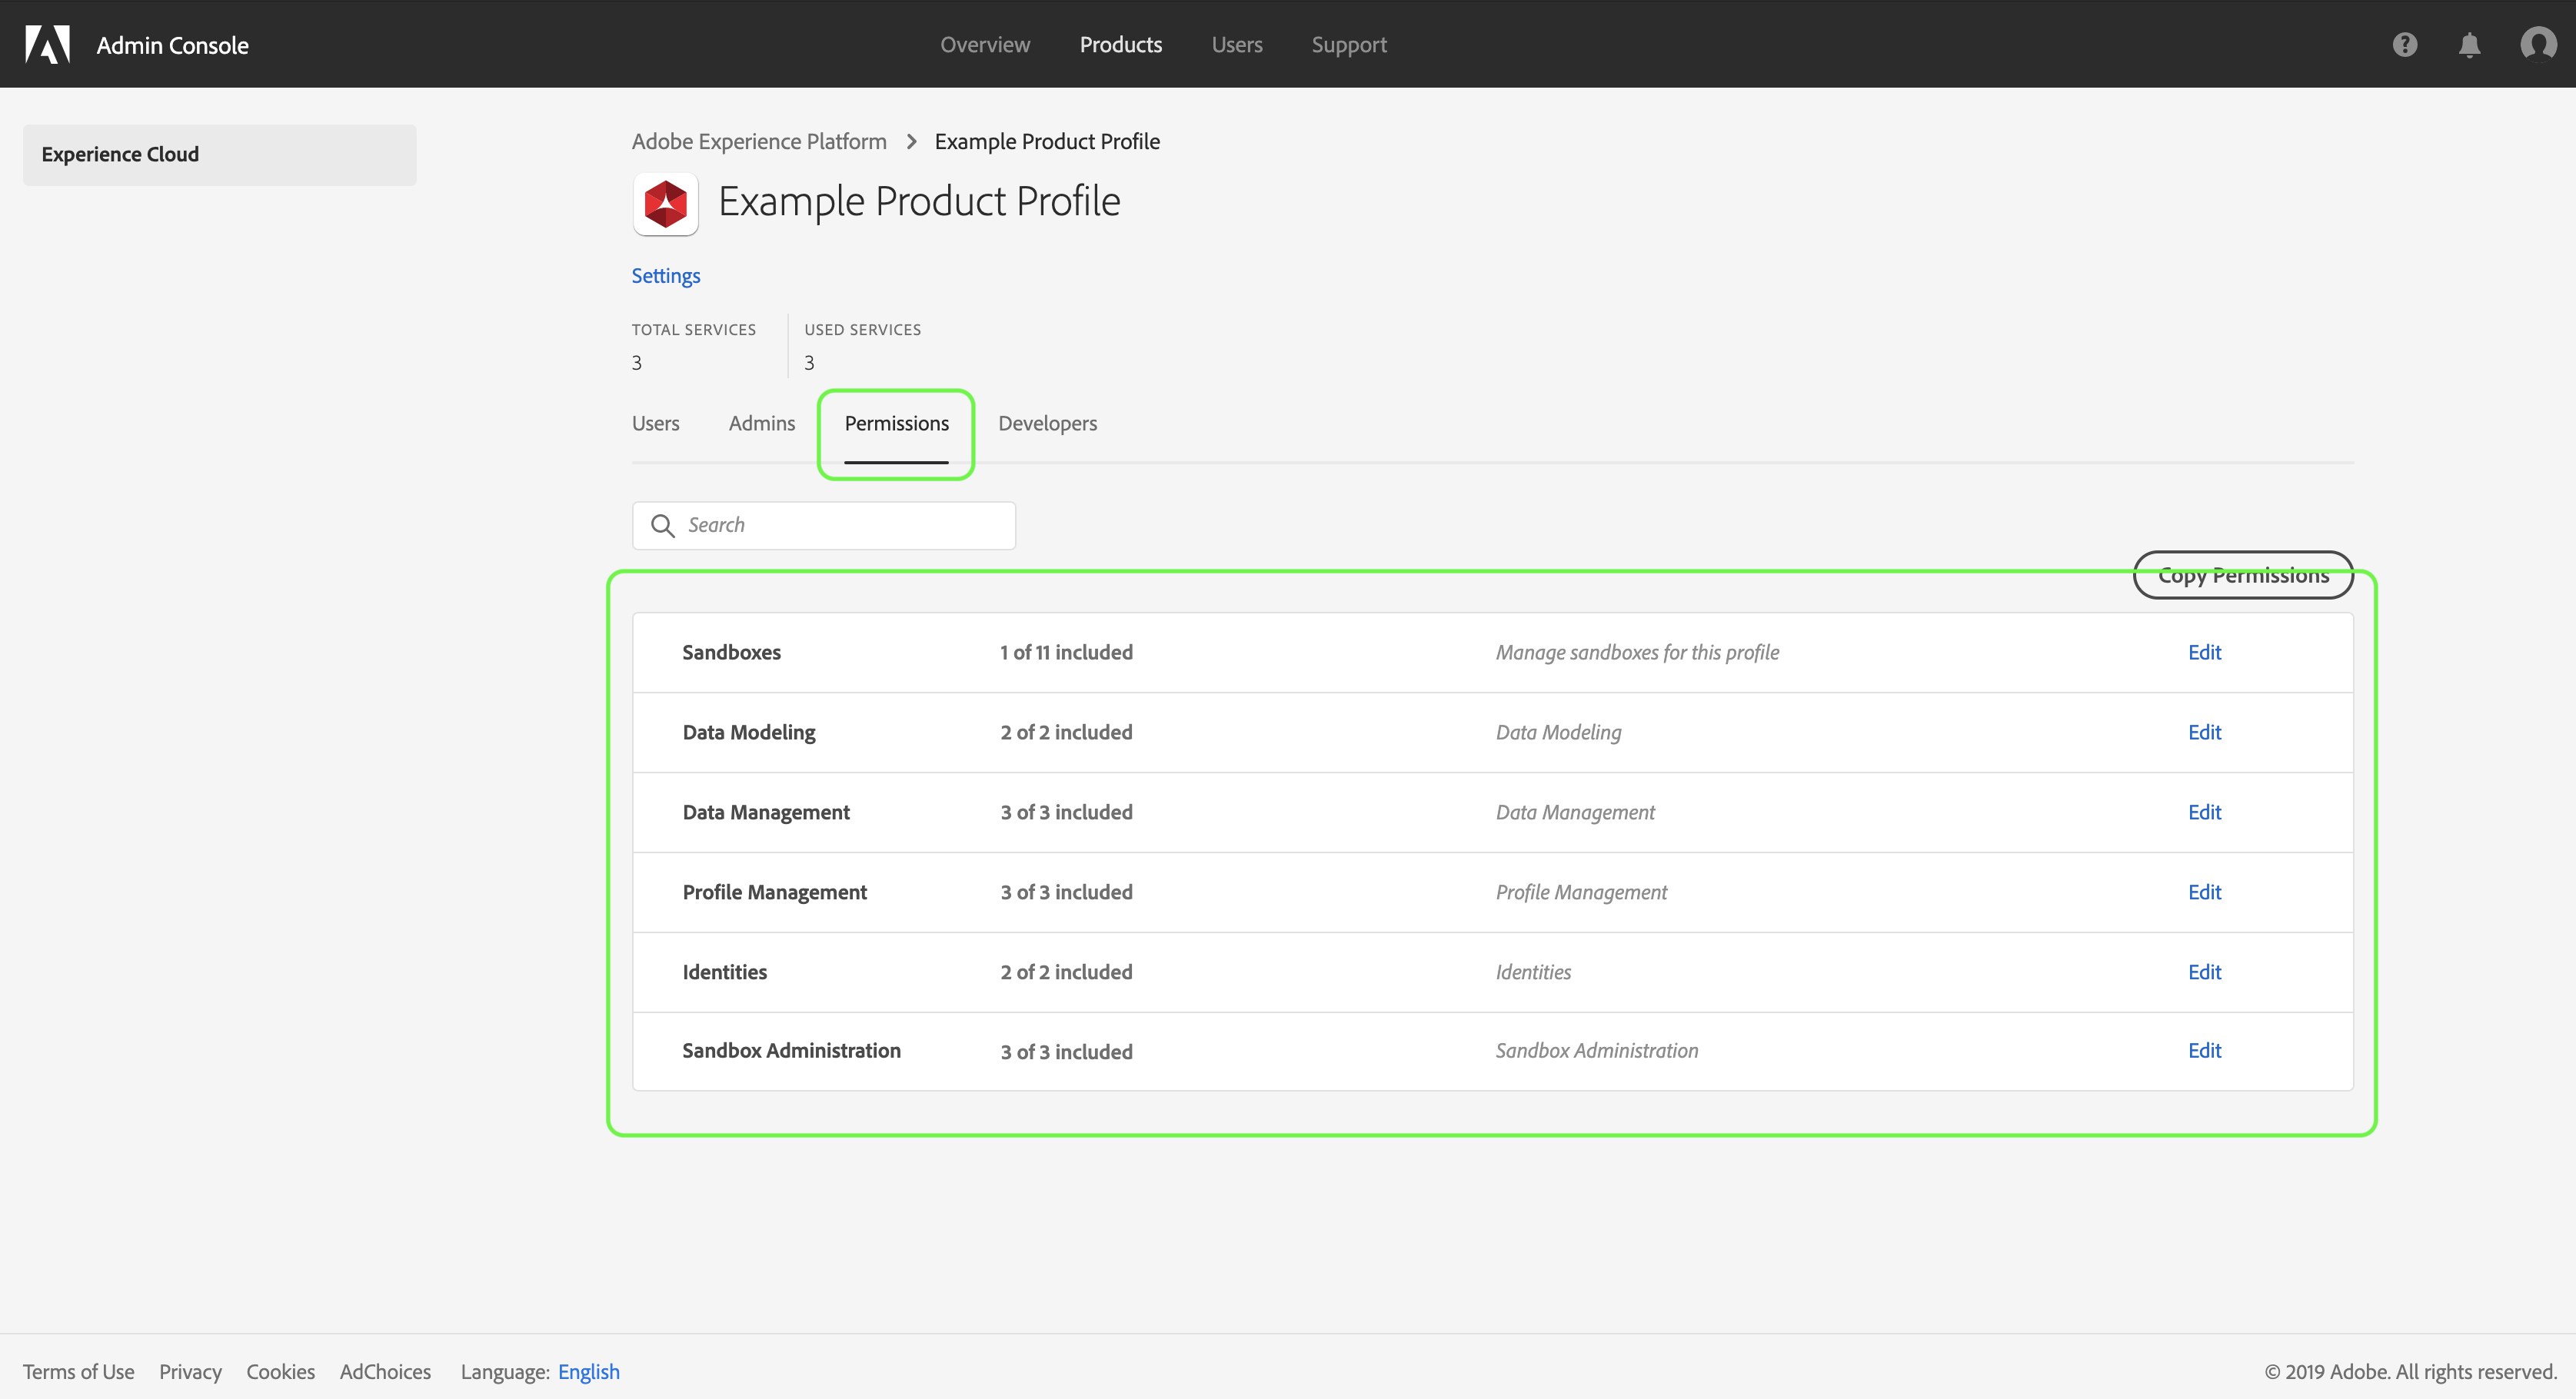 Admin Console
Overview Products Users Support
Experience Cloud
Adobe Experience Platform > Example Product Profile
Example Product Profile
Settings
TOTAL SERVICES USED SERVICES
3 3
Users Admins Permissions Developers
Search
Copy Permissions
Sandboxes 1 of 11 included Manage sandboxes for this profile Edit
Data Modeling 2 of 2 included Data Modeling Edit
Data Management 3 of 3 included Data Management Edit
Profile Management 3 of 3 included Profile Management Edit
Identities 2 of 2 included Identities Edit
Sandbox Administration 3 of 3 included Sandbox Administration Edit
Terms of Use Privacy Cookies AdChoices Language: English © 2019 Adobe. All rights reserved.